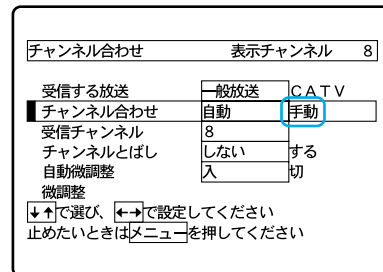 チャンネル合わせ 表示チャンネル 8
受信する放送 一般放送 CATV
チャンネル合わせ 自動 手動
受信チャンネル 8
チャンネルとばし しない する
自動微調整 入 切
微調整
↓↑で選び、←→で設定してください
止めたいときはメニューを押してください